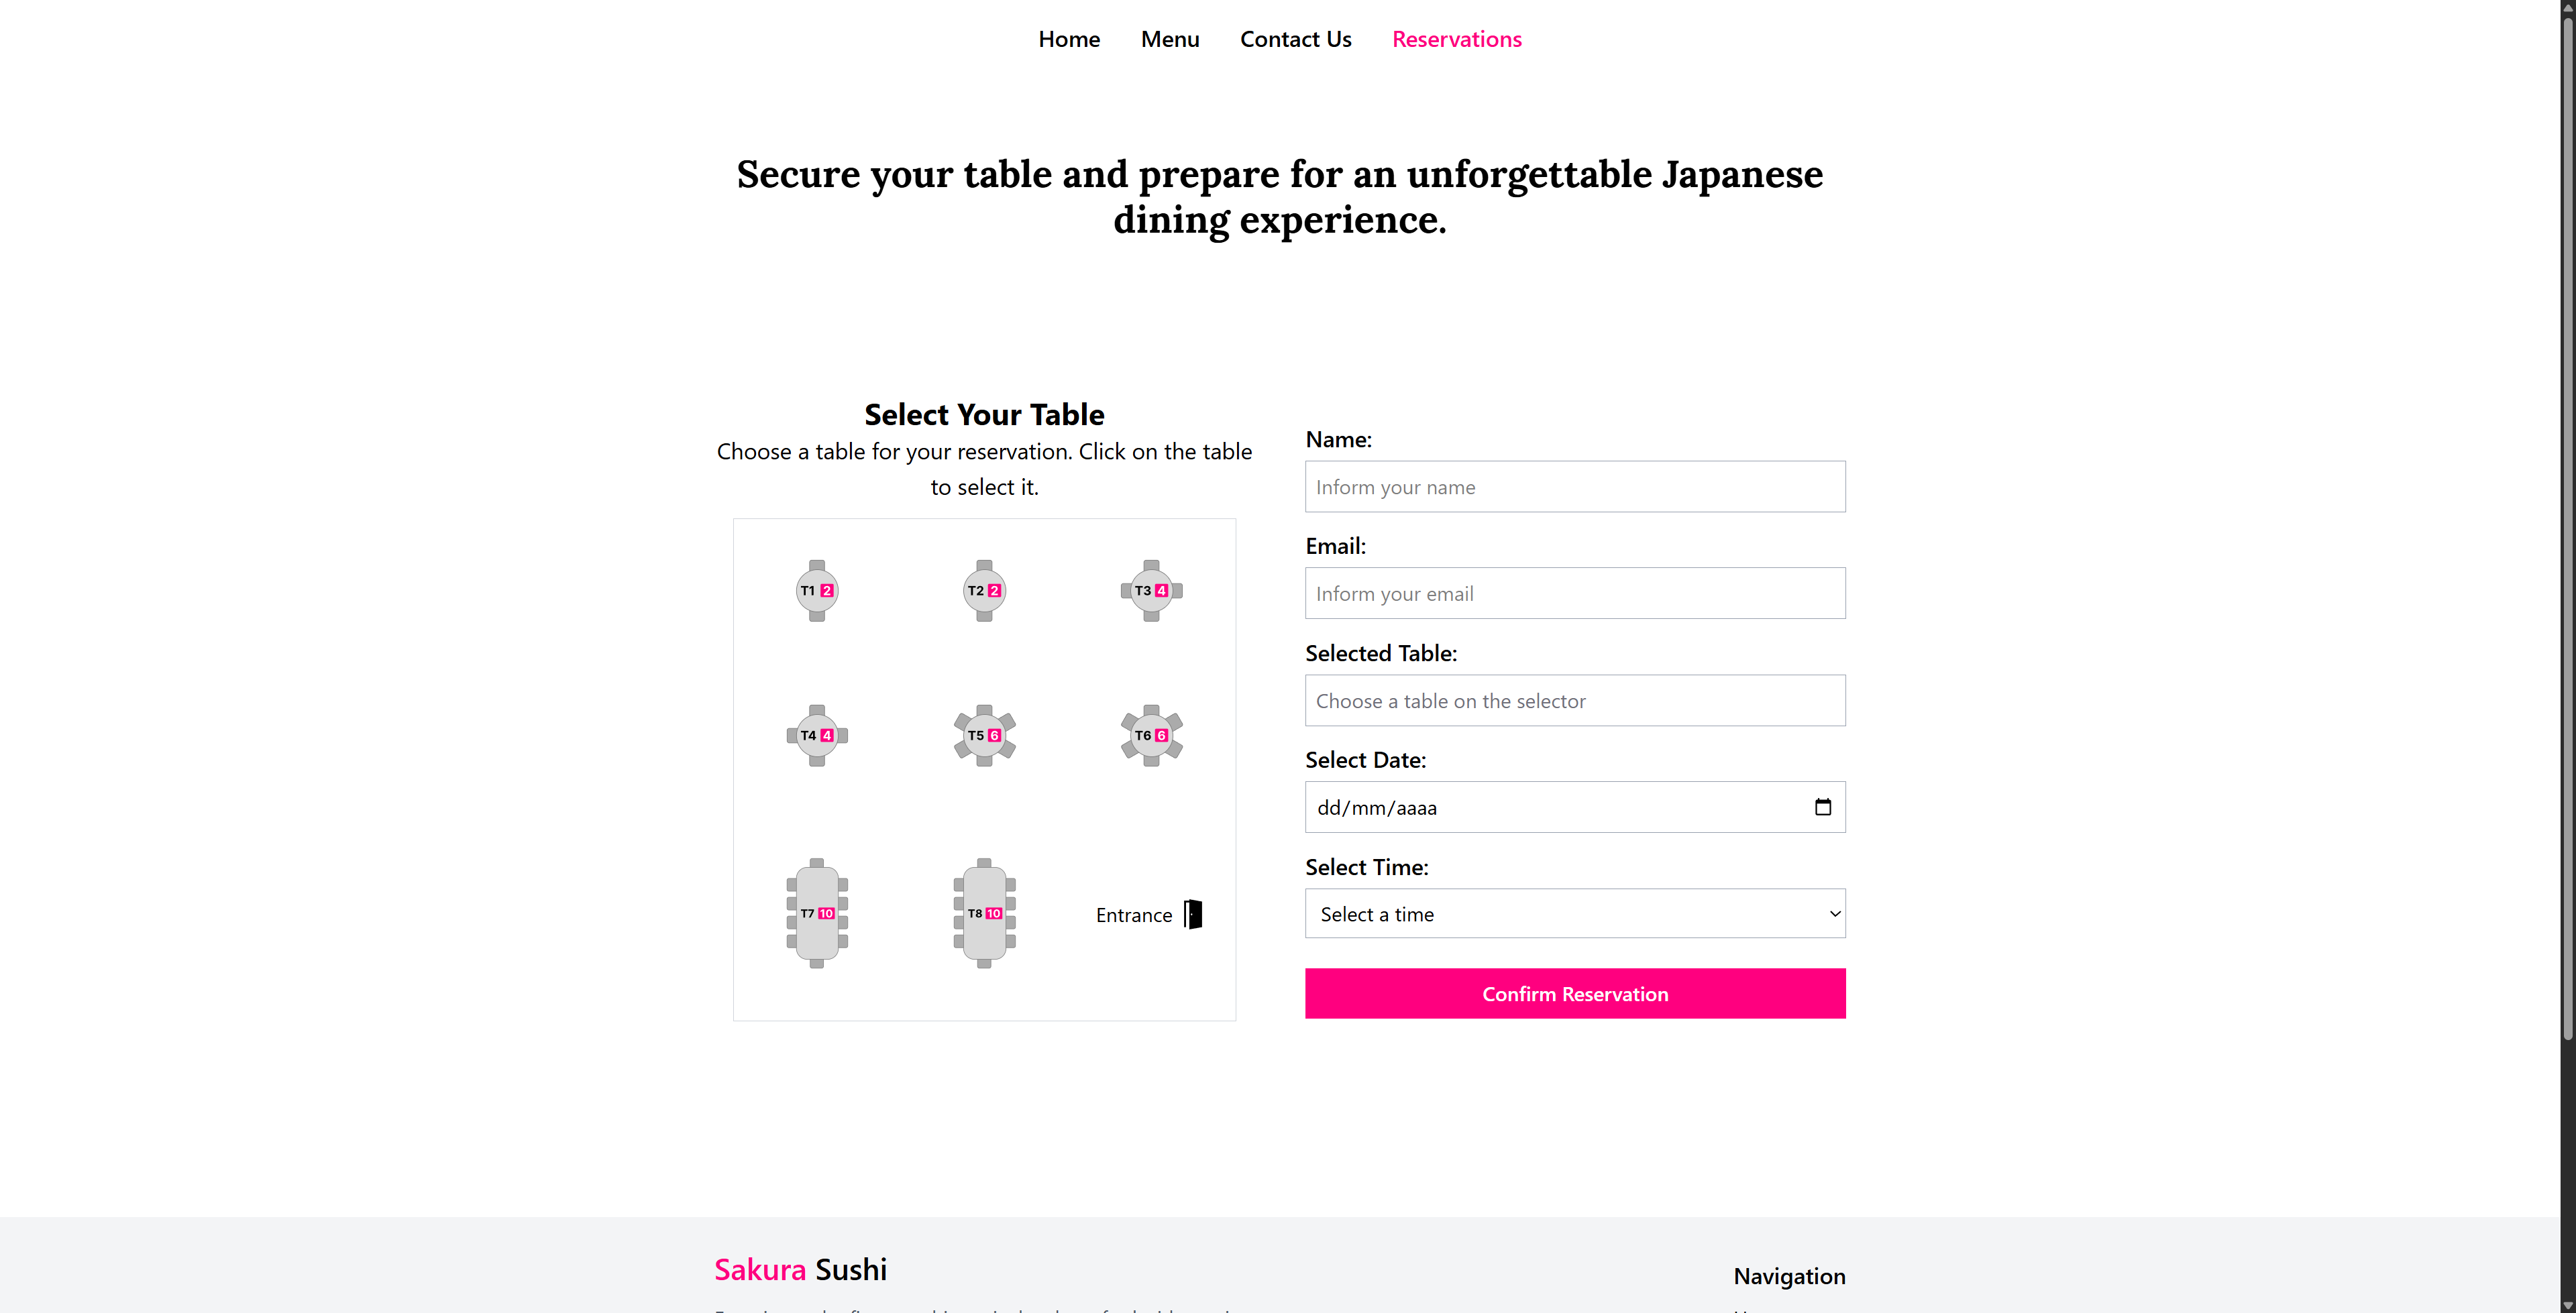 Home Menu Contact Us Reservations
Secure your table and prepare for an unforgettable Japanese
dining experience.
Select Your Table
Choose a table for your reservation. Click on the table
to select it.
T1 2
T2 2
T3 4
T4 4
T5 6
T6 6
T7 10
T8 10
Entrance
Name:
Inform your name
Email:
Inform your email
Selected Table:
Choose a table on the selector
Select Date:
dd/mm/aaaa
Select Time:
Select a time
Confirm Reservation
Sakura Sushi
Navigation